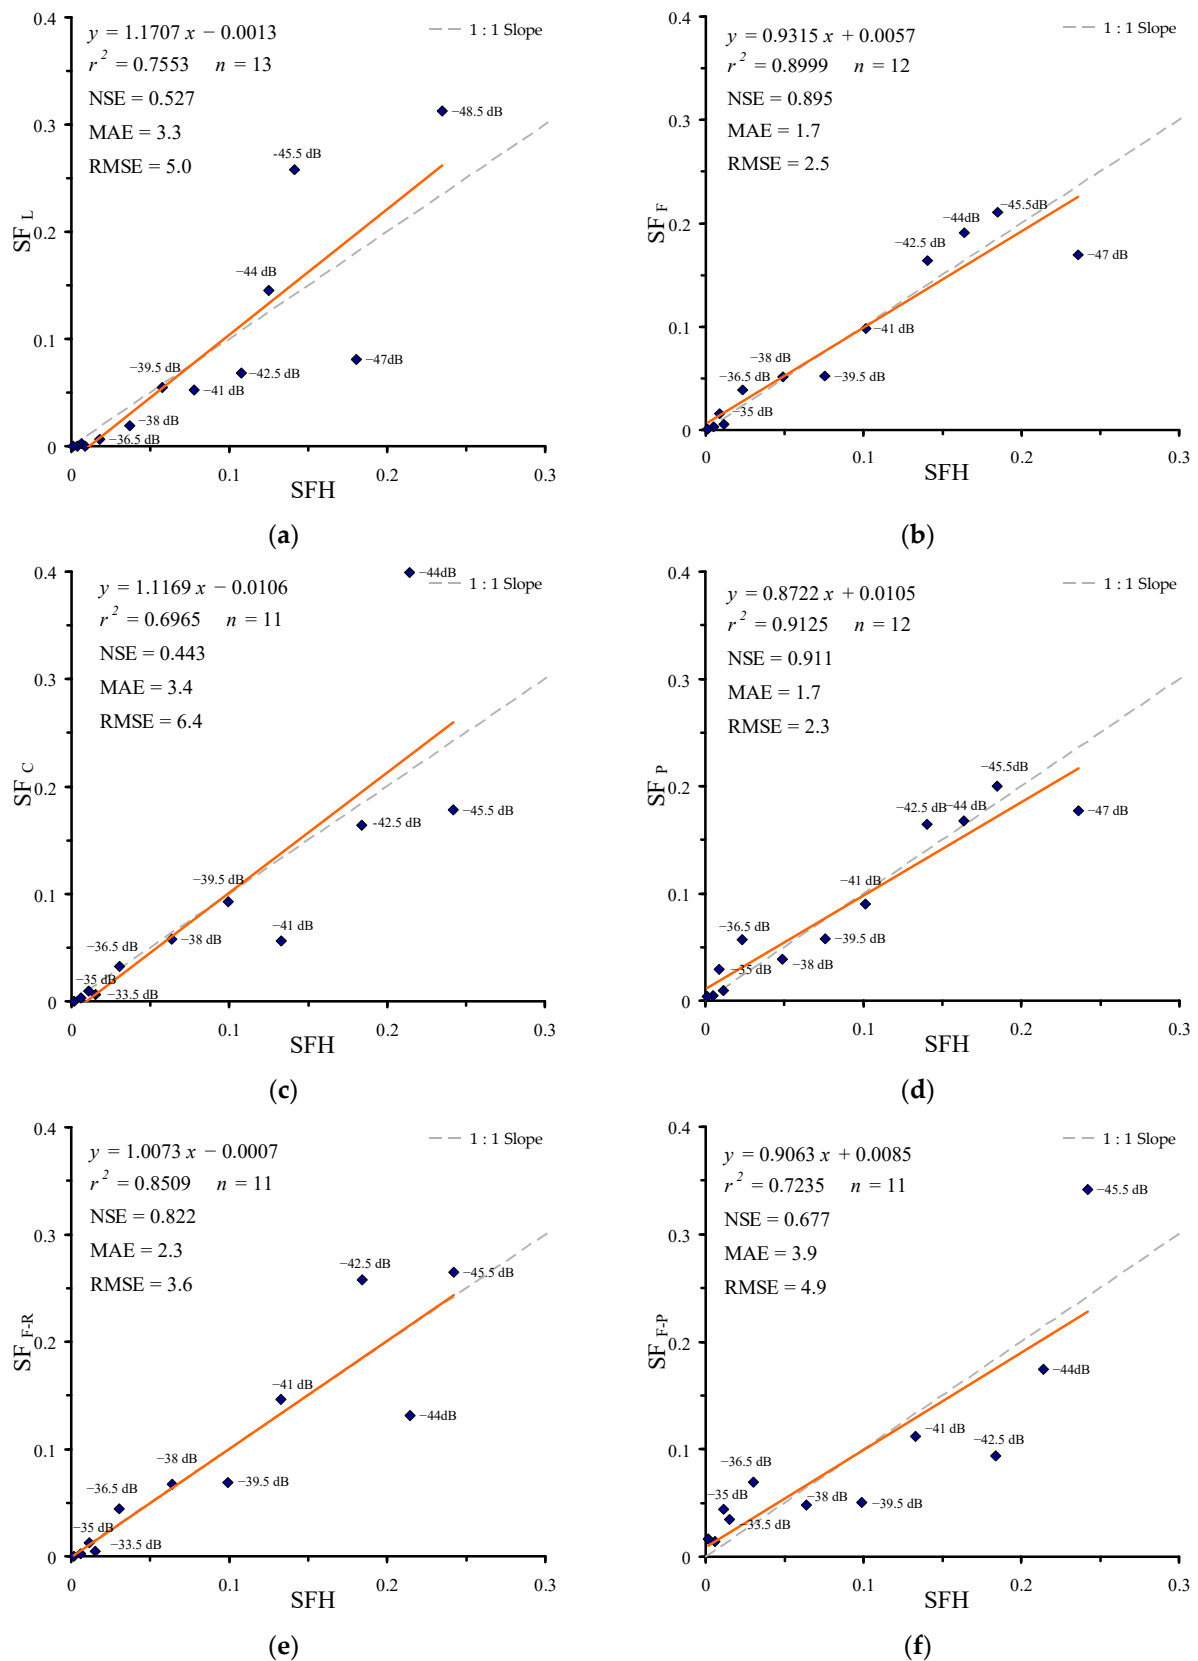 0.4
y = 1.1707 x − 0.0013
1 : 1 Slope
r² = 0.7553 n = 13
NSE = 0.527
MAE = 3.3
RMSE = 5.0
0.3
−48.5 dB
-45.5 dB
SF L
0.2
−44 dB
0.1
−39.5 dB
−47dB
−42.5 dB
−41 dB
−38 dB
−36.5 dB
0
0 0.1 0.2 0.3
SFH
(a)
0.4
y = 0.9315 x + 0.0057
1 : 1 Slope
r² = 0.8999 n = 12
NSE = 0.895
MAE = 1.7
RMSE = 2.5
0.3
−45.5dB
−44dB
SF F
0.2
−42.5 dB
−47 dB
0.1
−41 dB
−38 dB
−36.5 dB
−39.5 dB
−35 dB
0
0 0.1 0.2 0.3
SFH
(b)
0.4
−44dB
y = 1.1169 x − 0.0106
1 : 1 Slope
r² = 0.6965 n = 11
NSE = 0.443
MAE = 3.4
RMSE = 6.4
0.3
SF C
0.2
−45.5 dB
-42.5 dB
−39.5 dB
0.1
−41 dB
−38 dB
−36.5 dB
−35 dB
−33.5 dB
0
0 0.1 0.2 0.3
SFH
(c)
0.4
y = 0.8722 x + 0.0105
1 : 1 Slope
r² = 0.9125 n = 12
NSE = 0.911
MAE = 1.7
RMSE = 2.3
0.3
−45.5dB
SF P
0.2
−42.5 dB
−44 dB
−47 dB
−41 dB
0.1
−36.5 dB
−39.5 dB
−35 dB
−38 dB
0
0 0.1 0.2 0.3
SFH
(d)
0.4
y = 1.0073 x − 0.0007
1 : 1 Slope
r² = 0.8509 n = 11
NSE = 0.822
MAE = 2.3
RMSE = 3.6
0.3
−42.5 dB
−45.5 dB
SF F-R
0.2
−41 dB
−44dB
0.1
−38 dB
−36.5 dB
−39.5 dB
−35 dB
−33.5 dB
0
0 0.1 0.2 0.3
SFH
(e)
0.4
y = 0.9063 x + 0.0085
1 : 1 Slope
r² = 0.7235 n = 11
−45.5 dB
NSE = 0.677
MAE = 3.9
RMSE = 4.9
0.3
SF F-P
0.2
−44dB
−41 dB
−42.5 dB
0.1
−36.5 dB
−35 dB
−38 dB
−39.5 dB
−33.5 dB
0
0 0.1 0.2 0.3
SFH
(f)